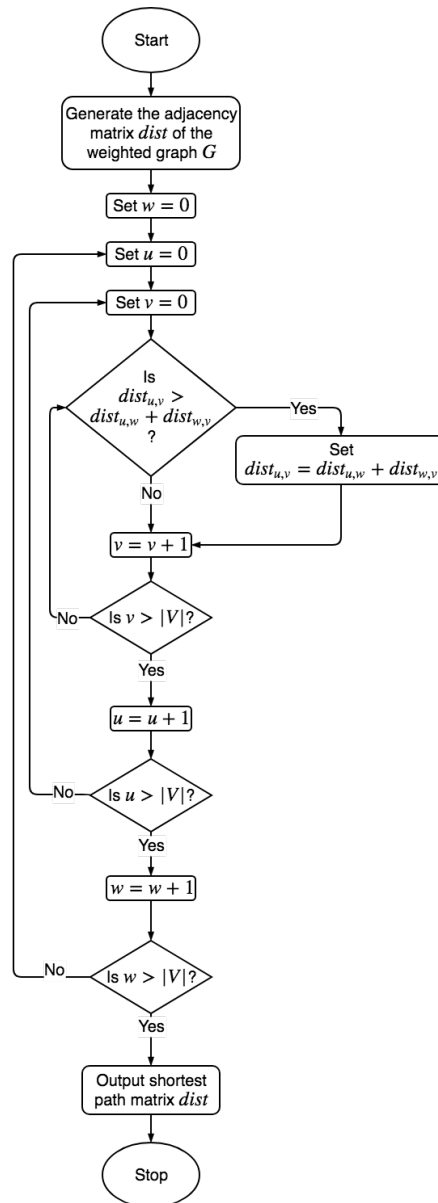 Start
Generate the adjacency
matrix dist of the
weighted graph G
Set w = 0
Set u = 0
Set v = 0
Is
dist_{u,v} >
dist_{u,w} + dist_{w,v}
?
Yes
Set
dist_{u,v} = dist_{u,w} + dist_{w,v}
No
v = v + 1
No
Is v > |V|?
Yes
u = u + 1
No
Is u > |V|?
Yes
w = w + 1
No
Is w > |V|?
Yes
Output shortest
path matrix dist
Stop